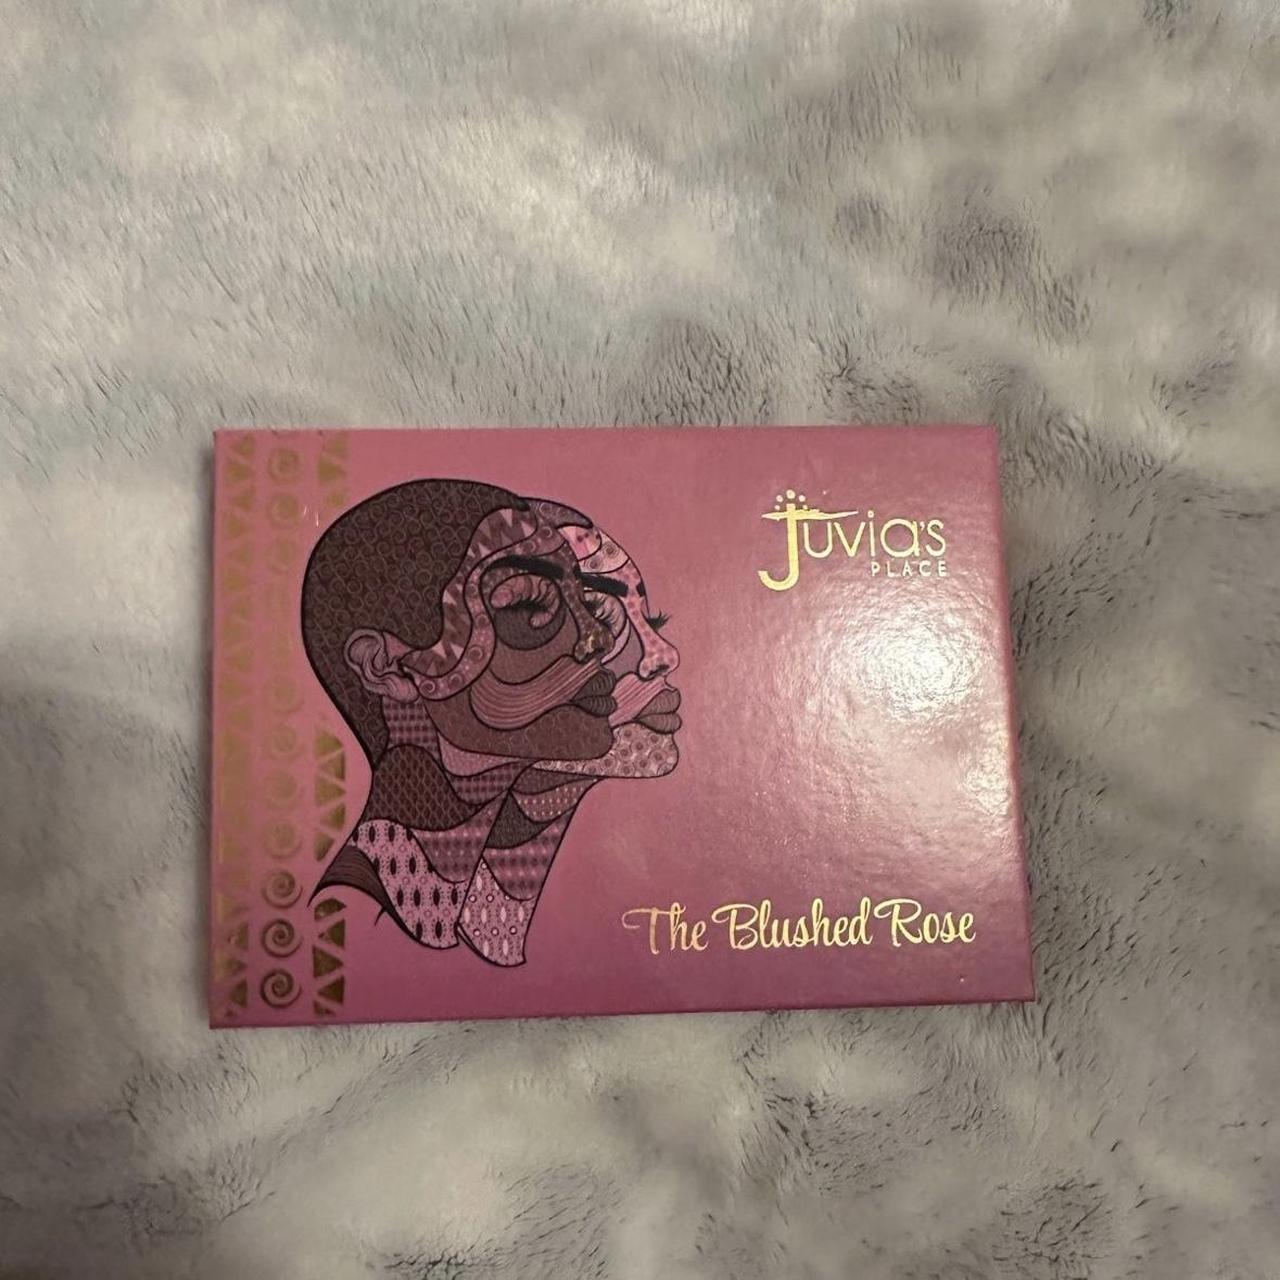 Juvia's
PLACE
The Blushed Rose